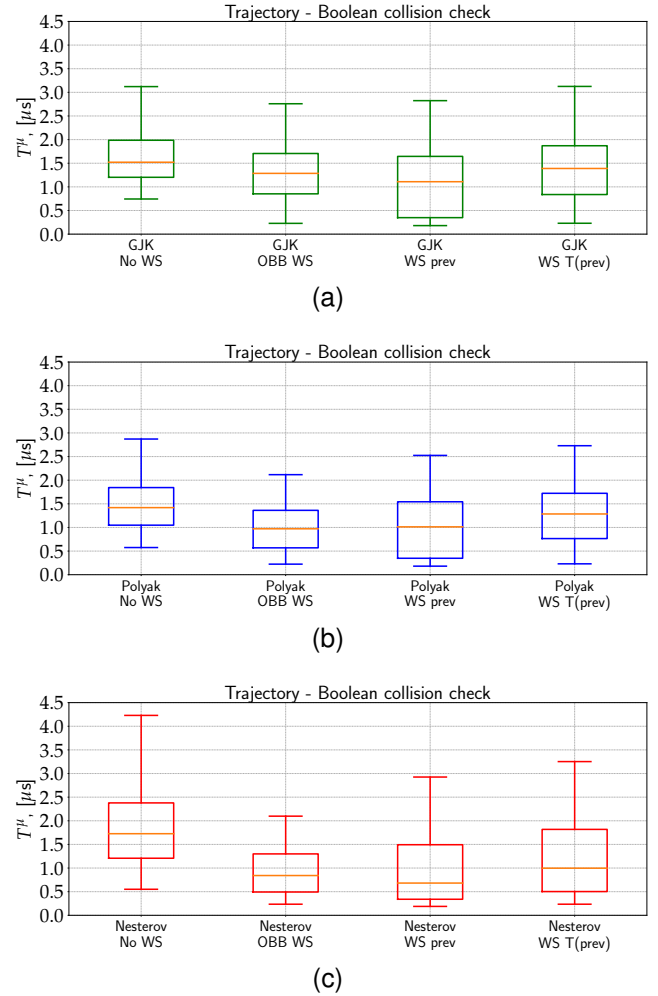 Trajectory - Boolean collision check
4.5
4.0
3.5
3.0
2.5
2.0
1.5
1.0
0.5
0.0
T^μ, [μs]
GJK GJK GJK GJK
No WS OBB WS WS prev WS T(prev)
(a)
Trajectory - Boolean collision check
4.5
4.0
3.5
3.0
2.5
2.0
1.5
1.0
0.5
0.0
T^μ, [μs]
Polyak Polyak Polyak Polyak
No WS OBB WS WS prev WS T(prev)
(b)
Trajectory - Boolean collision check
4.5
4.0
3.5
3.0
2.5
2.0
1.5
1.0
0.5
0.0
T^μ, [μs]
Nesterov Nesterov Nesterov Nesterov
No WS OBB WS WS prev WS T(prev)
(c)